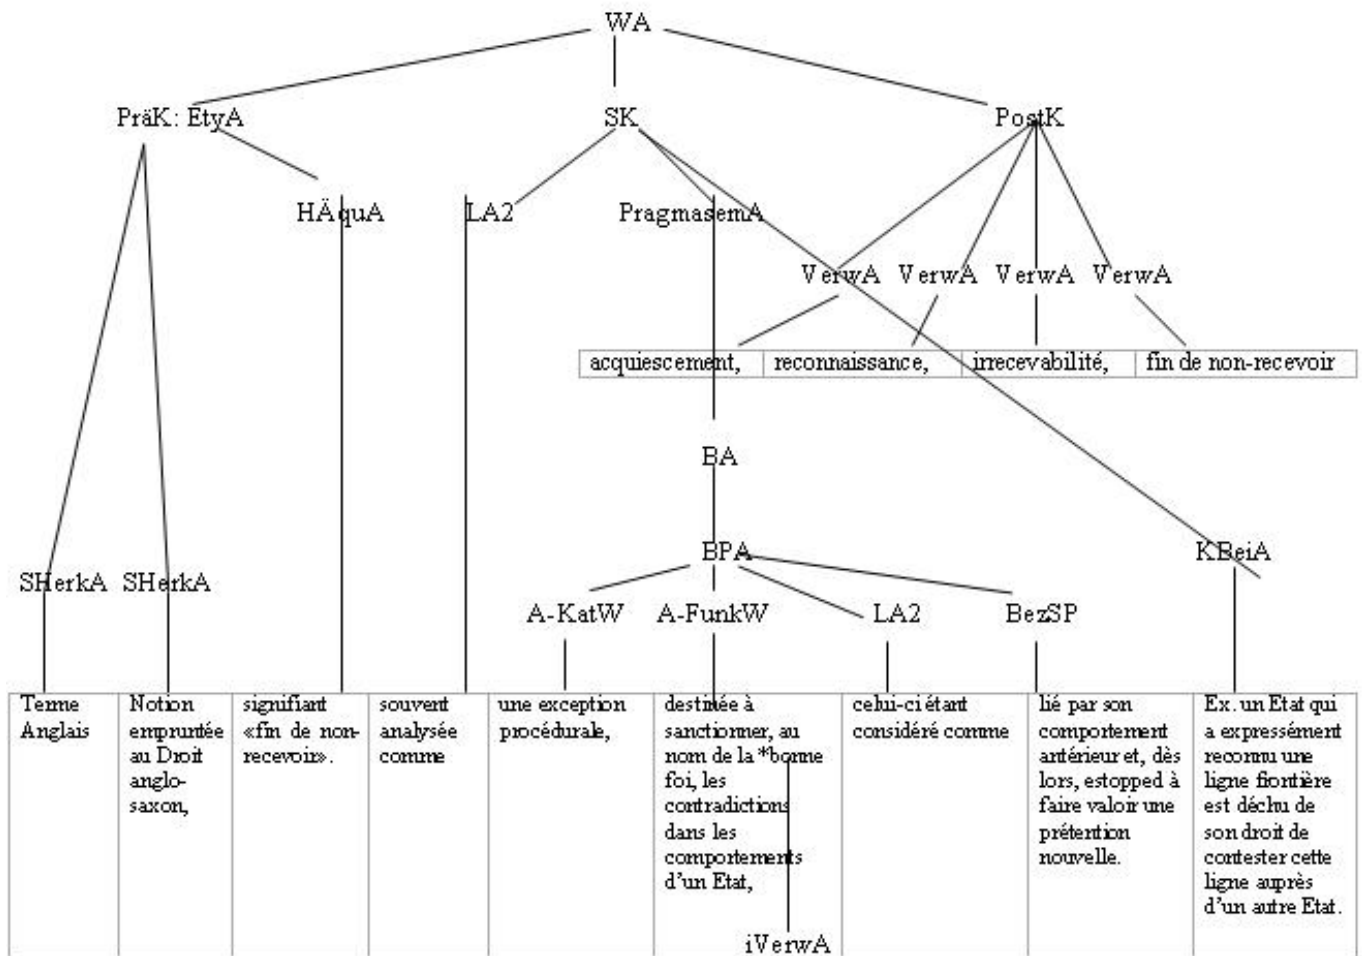 WA
PräK: EtyA
SK
PostK
HÄquA
LA2
PragmasemA
VerwA
VerwA
VerwA
VerwA
acquiescement,
reconnaissance,
irrecevabilité,
fin de non-recevoir
BA
BPA
KBeiA
SHerkA
SHerkA
A-KatW
A-FunkW
LA2
BezSP
Terme
Anglais
Notion
empruntée
au Droit
anglo-
saxon,
signifiant
«fin de non-
recevoir».
souvent
analysée
comme
une exception
procédurale,
destinée à
sanctionner, au
nom de la *bonne
foi, les
contradictions
dans les
comportements
d'un Etat,
celui-ci étant
considéré comme
lié par son
comportement
antérieur et, dès
lors, estopped à
faire valoir une
prétention
nouvelle.
Ex. un Etat qui
a expressément
reconnu une
ligne frontière
est déchu de
son droit de
contester cette
ligne auprès
d'un autre Etat.
iVerwA